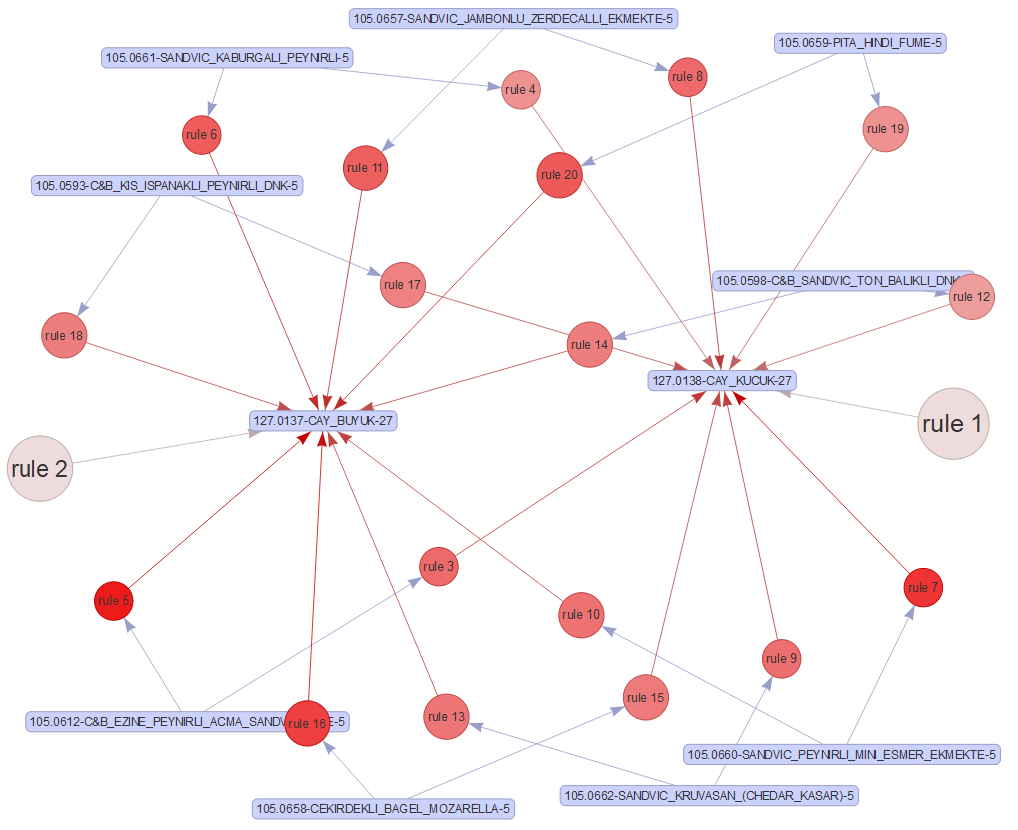 105.0657-SANDVIC_JAMBONLU_ZERDECALLI_EKMEKTE-5
105.0659-PITA_HINDI_FUME-5
105.0661-SANDVIC_KABURGALI_PEYNIRLI-5
rule 8
rule 4
rule 19
rule 6
rule 11
rule 20
105.0593-C&B_KIS_ISPANAKLI_PEYNIRLI_DNK-5
105.0598-C&B_SANDVIC_TON_BALIKLI_DNK
rule 17
rule 12
rule 18
rule 14
127.0138-CAY_KUCUK-27
127.0137-CAY_BUYUK-27
rule 1
rule 2
rule 3
rule 7
rule 5
rule 10
rule 9
rule 15
rule 13
105.0612-C&B_EZINE_PEYNIRLI_ACMA_SANDV E-5
rule 16
105.0660-SANDVIC_PEYNIRLI_MINI_ESMER_EKMEKTE-5
105.0662-SANDVIC_KRUVASAN_(CHEDAR_KASAR)-5
105.0658-CEKIRDEKLI_BAGEL_MOZARELLA-5